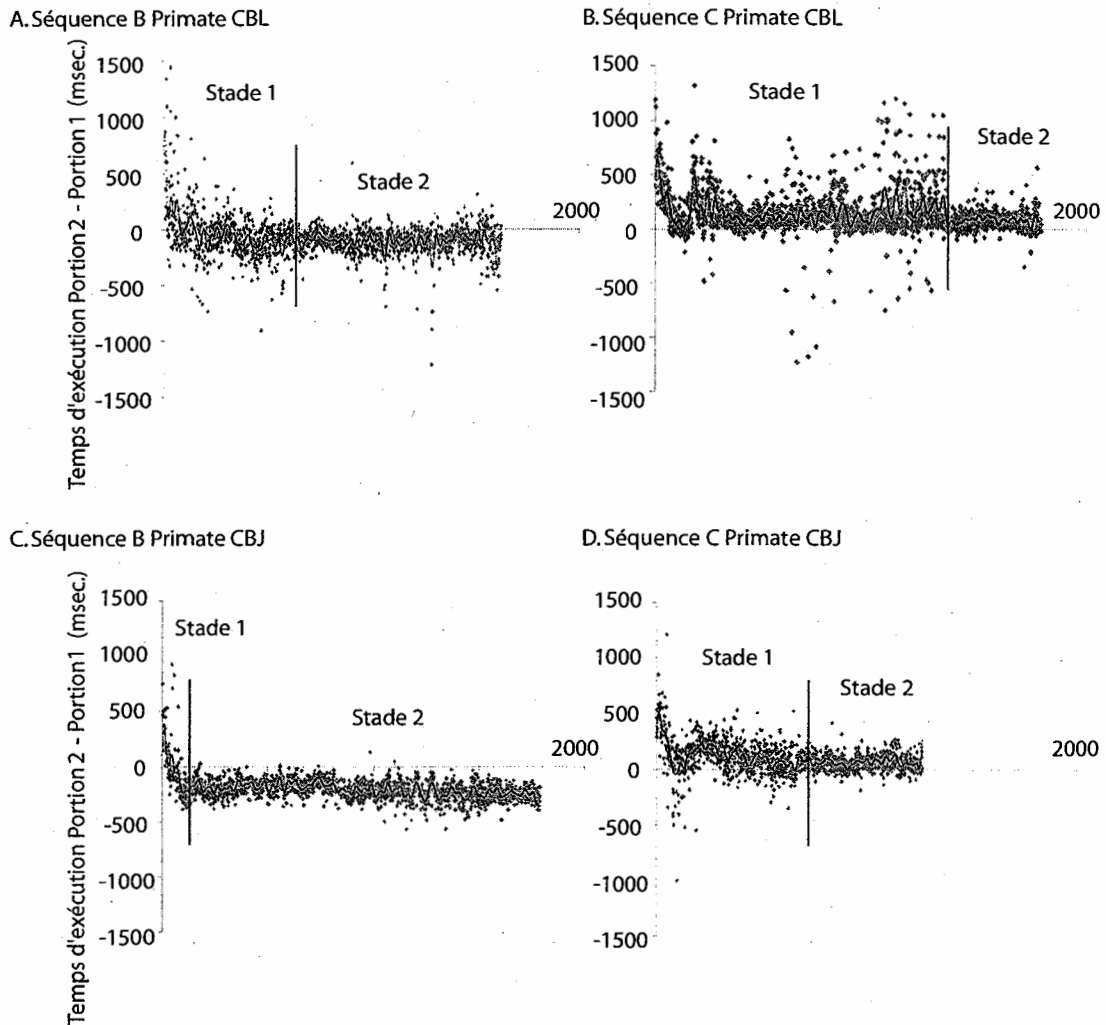 A. Séquence B Primate CBL
Temps d'exécution Portion 2 - Portion 1 (msec.)
1500
1000
500
0
-500
-1000
-1500
Stade 1
Stade 2
2000
B. Séquence C Primate CBL
1500
1000
500
0
-500
-1000
-1500
Stade 1
Stade 2
2000
C. Séquence B Primate CBJ
Temps d'exécution Portion 2 - Portion 1 (msec.)
1500
1000
500
0
-500
-1000
-1500
Stade 1
Stade 2
2000
D. Séquence C Primate CBJ
1500
1000
500
0
-500
-1000
-1500
Stade 1
Stade 2
2000